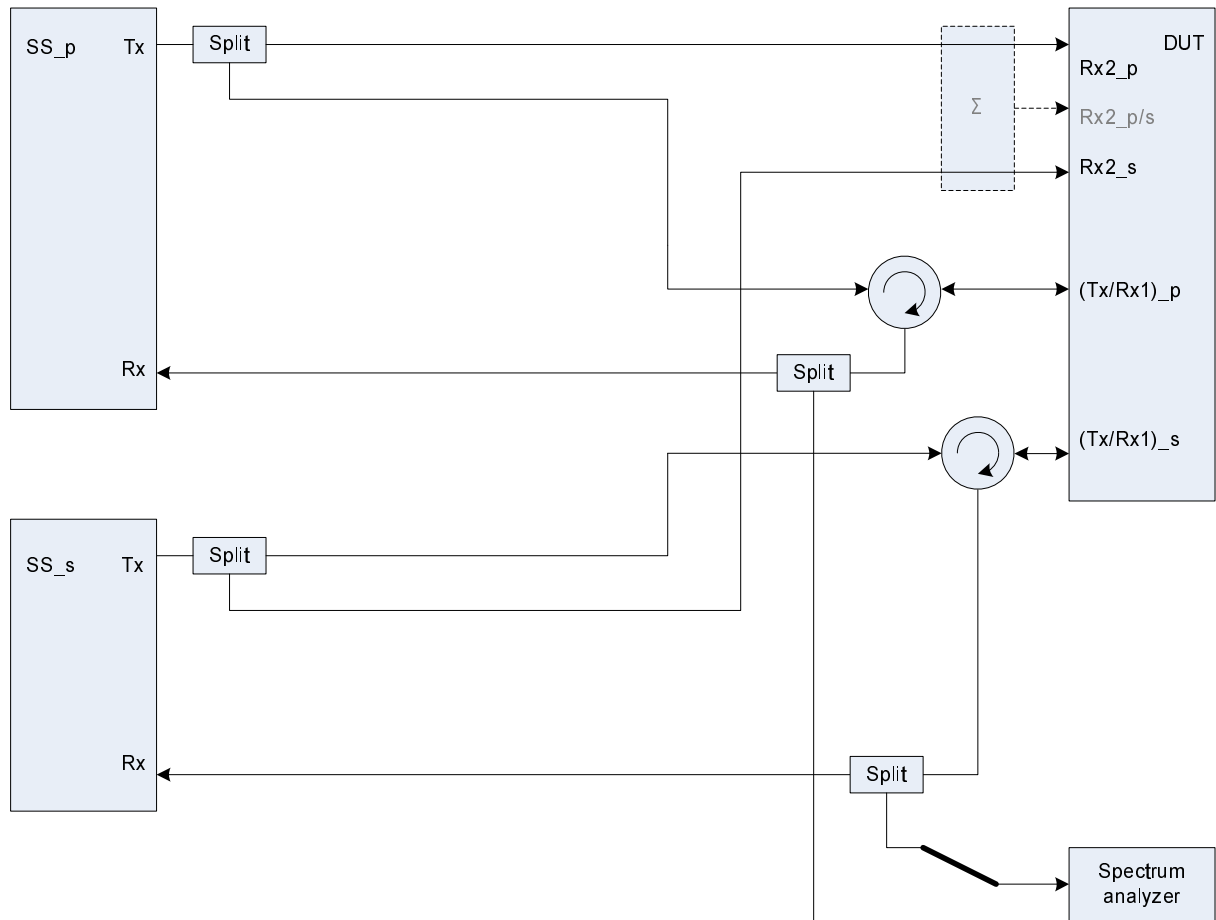 SS_p Tx
Split
DUT
Rx2_p
Σ
Rx2_p/s
Rx2_s
(Tx/Rx1)_p
Rx
Split
(Tx/Rx1)_s
SS_s Tx
Split
Rx
Split
Spectrum
analyzer